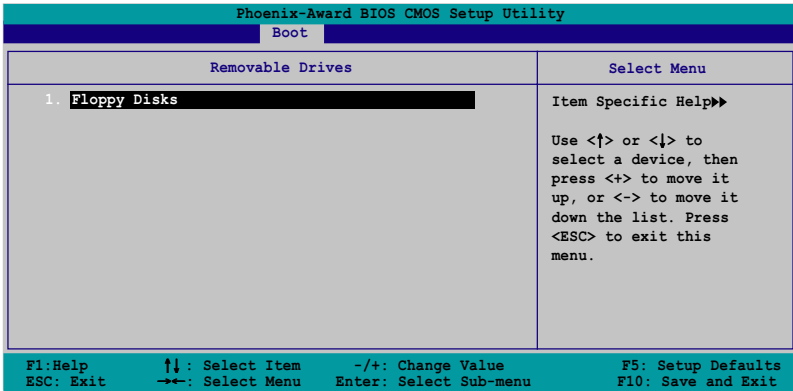 Phoenix-Award BIOS CMOS Setup Utility
Boot
Removable Drives
1. Floppy Disks
Select Menu
Item Specific Help▶▶
Use <↑> or <↓> to
select a device, then
press <+> to move it
up, or <-> to move it
down the list. Press
<ESC> to exit this
menu.
F1:Help ↑↓ : Select Item -/+: Change Value F5: Setup Defaults
ESC: Exit →←: Select Menu Enter: Select Sub-menu F10: Save and Exit